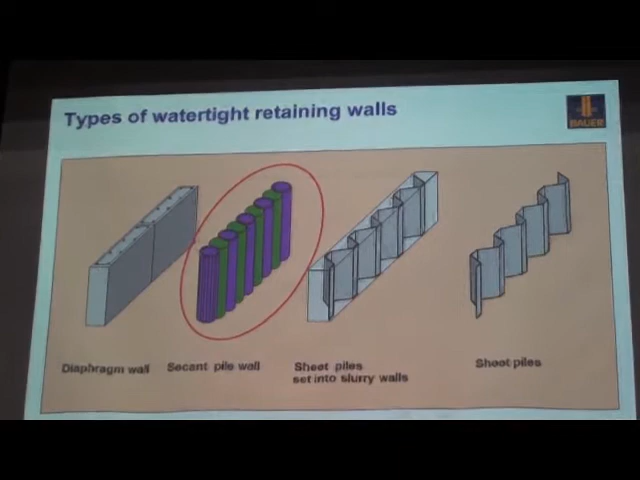 Types of watertight retaining walls
BAUER
Diaphragm wall
Secant pile wall
Sheet piles
set into slurry walls
Sheet piles